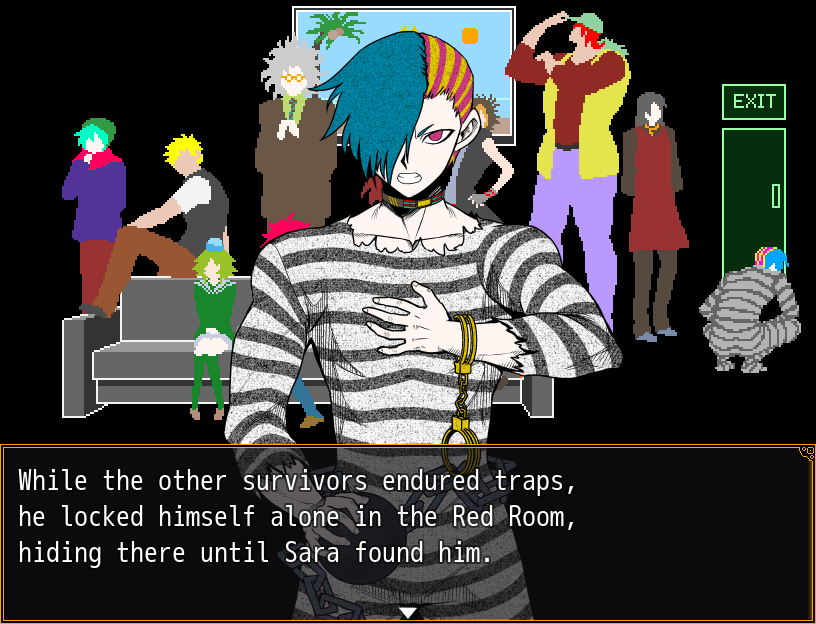 EXIT
While the other survivors endured traps,
he locked himself alone in the Red Room,
hiding there until Sara found him.